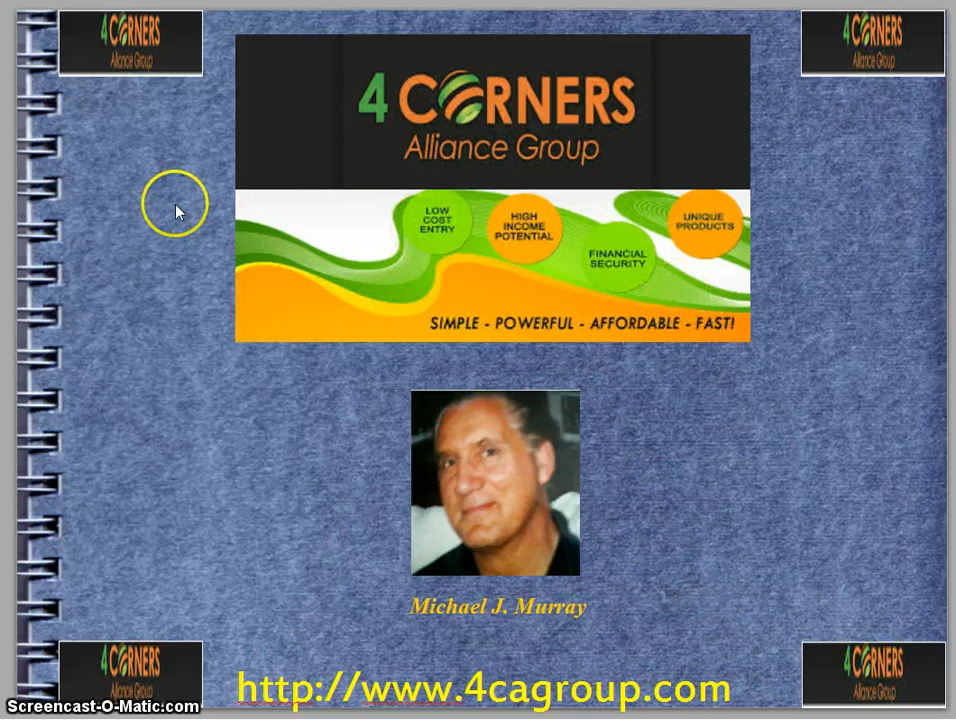 4 CORNERS
Alliance Group
4 CORNERS
Alliance Group
4 CORNERS
Alliance Group
LOW
COST
ENTRY
HIGH
INCOME
POTENTIAL
FINANCIAL
SECURITY
UNIQUE
PRODUCTS
SIMPLE - POWERFUL - AFFORDABLE - FAST!
Michael J. Murray
4 CORNERS
Alliance Group
4 CORNERS
Alliance Group
http://www.4cagroup.com
Screencast-O-Matic.com